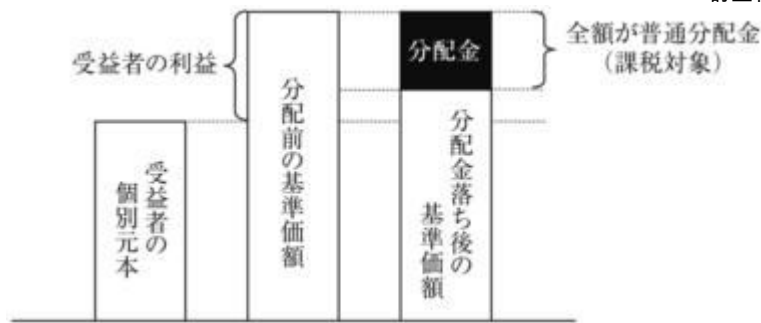 受益者の利益
受益者の
個別元本
分配前の基準価額
分配金
分配金落ち後の
基準価額
全額が普通分配金
(課税対象)